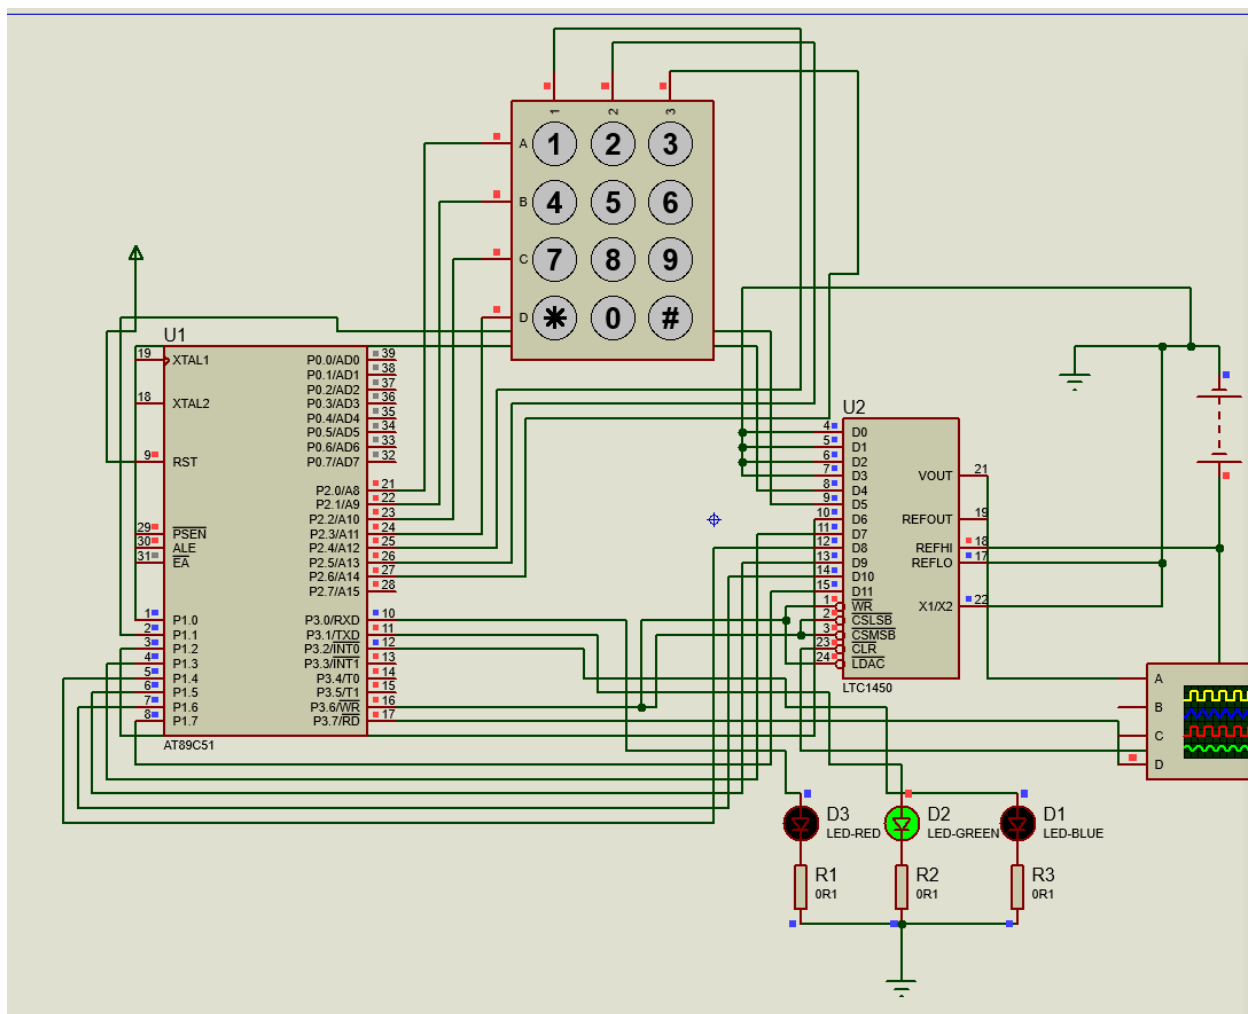 1 2 3
A 1 2 3
B 4 5 6
C 7 8 9
D * 0 #
U1
19 XTAL1
18 XTAL2
9 RST
29 PSEN
30 ALE
31 EA
1 P1.0
2 P1.1
3 P1.2
4 P1.3
5 P1.4
6 P1.5
7 P1.6
8 P1.7
P0.0/AD0 39
P0.1/AD1 38
P0.2/AD2 37
P0.3/AD3 36
P0.4/AD4 35
P0.5/AD5 34
P0.6/AD6 33
P0.7/AD7 32
P2.0/A8 21
P2.1/A9 22
P2.2/A10 23
P2.3/A11 24
P2.4/A12 25
P2.5/A13 26
P2.6/A14 27
P2.7/A15 28
P3.0/RXD 10
P3.1/TXD 11
P3.2/INT0 12
P3.3/INT1 13
P3.4/T0 14
P3.5/T1 15
P3.6/WR 16
P3.7/RD 17
AT89C51
U2
4 D0
5 D1
6 D2
7 D3
8 D4
9 D5
10 D6
11 D7
12 D8
13 D9
14 D10
15 D11
1 WR
2 CSLSB
3 CSMSB
23 CLR
24 LDAC
VOUT 21
REFOUT 19
REFHI 18
REFLO 17
X1/X2 22
LTC1450
A
B
C
D
D3
LED-RED
D2
LED-GREEN
D1
LED-BLUE
R1
0R1
R2
0R1
R3
0R1